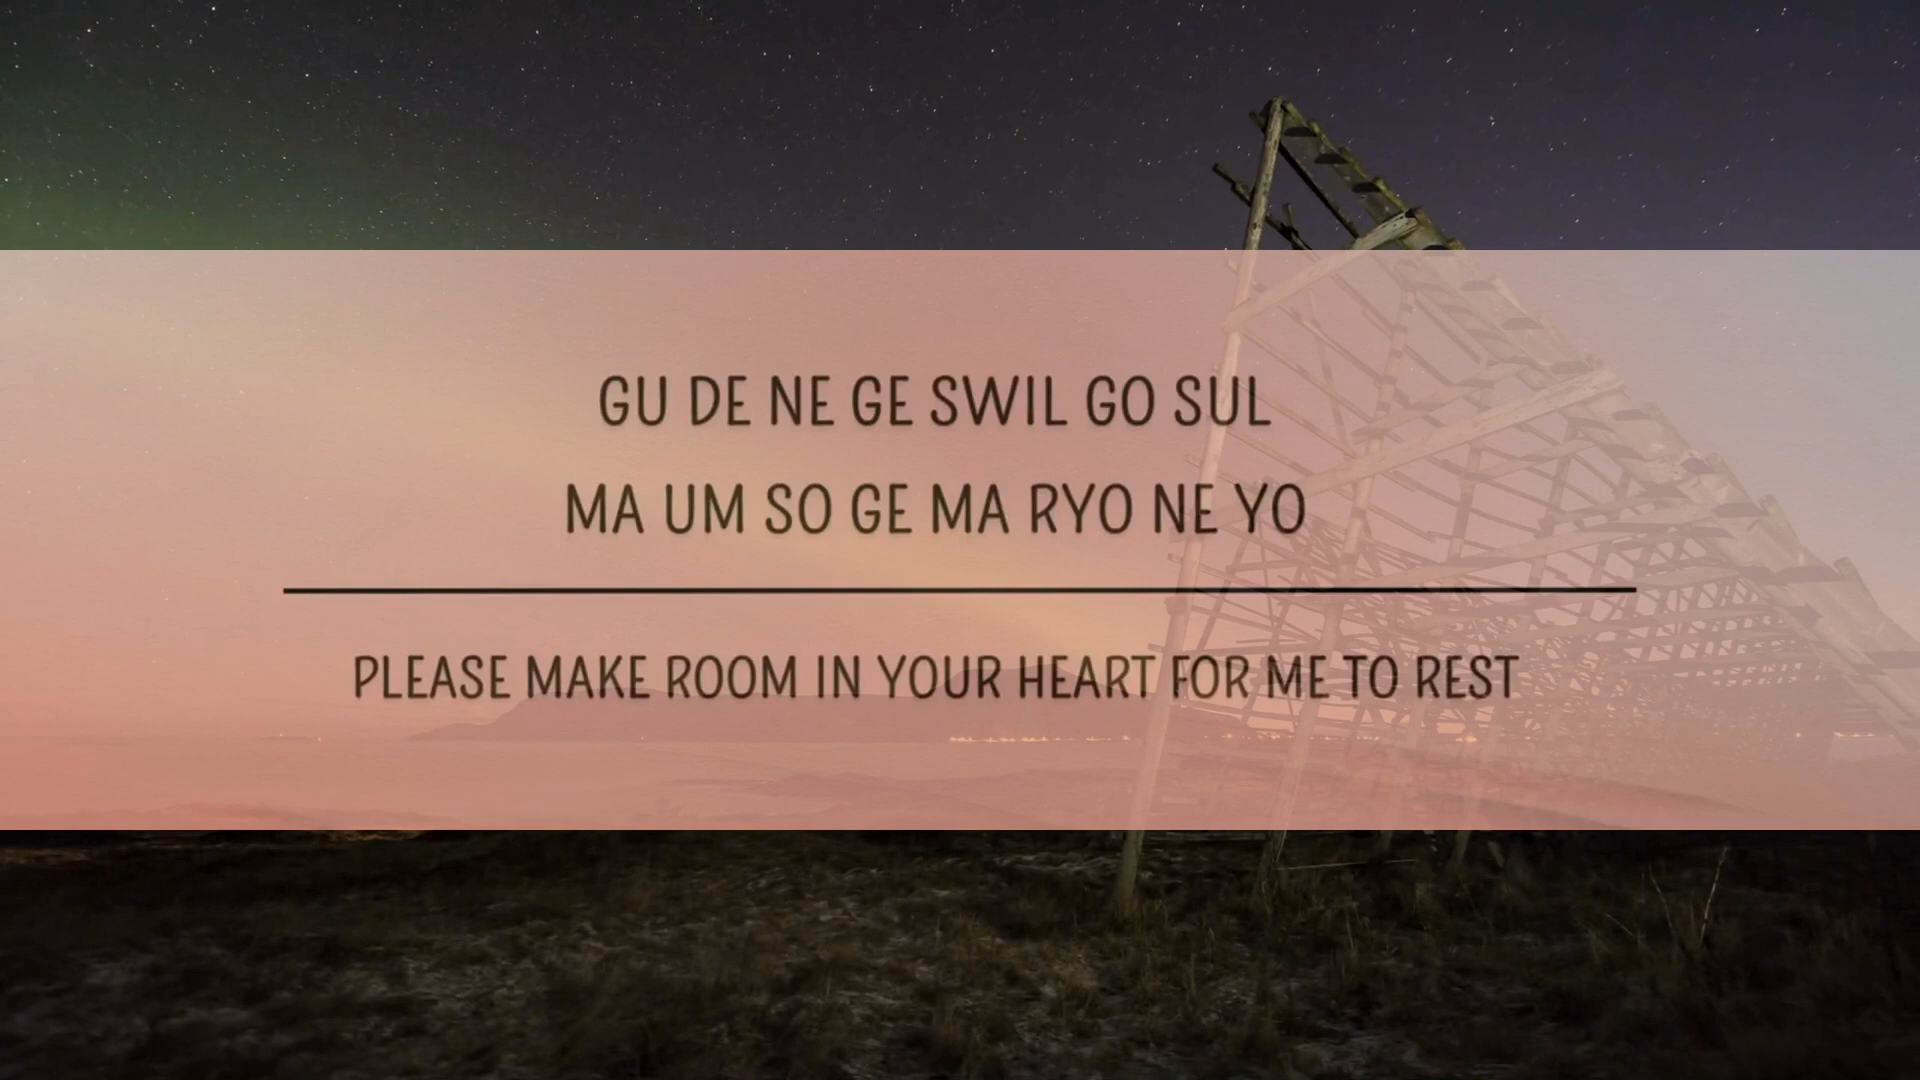 GU DE NE GE SWIL GO SUL
MA UM SO GE MA RYO NE YO
PLEASE MAKE ROOM IN YOUR HEART FOR ME TO REST